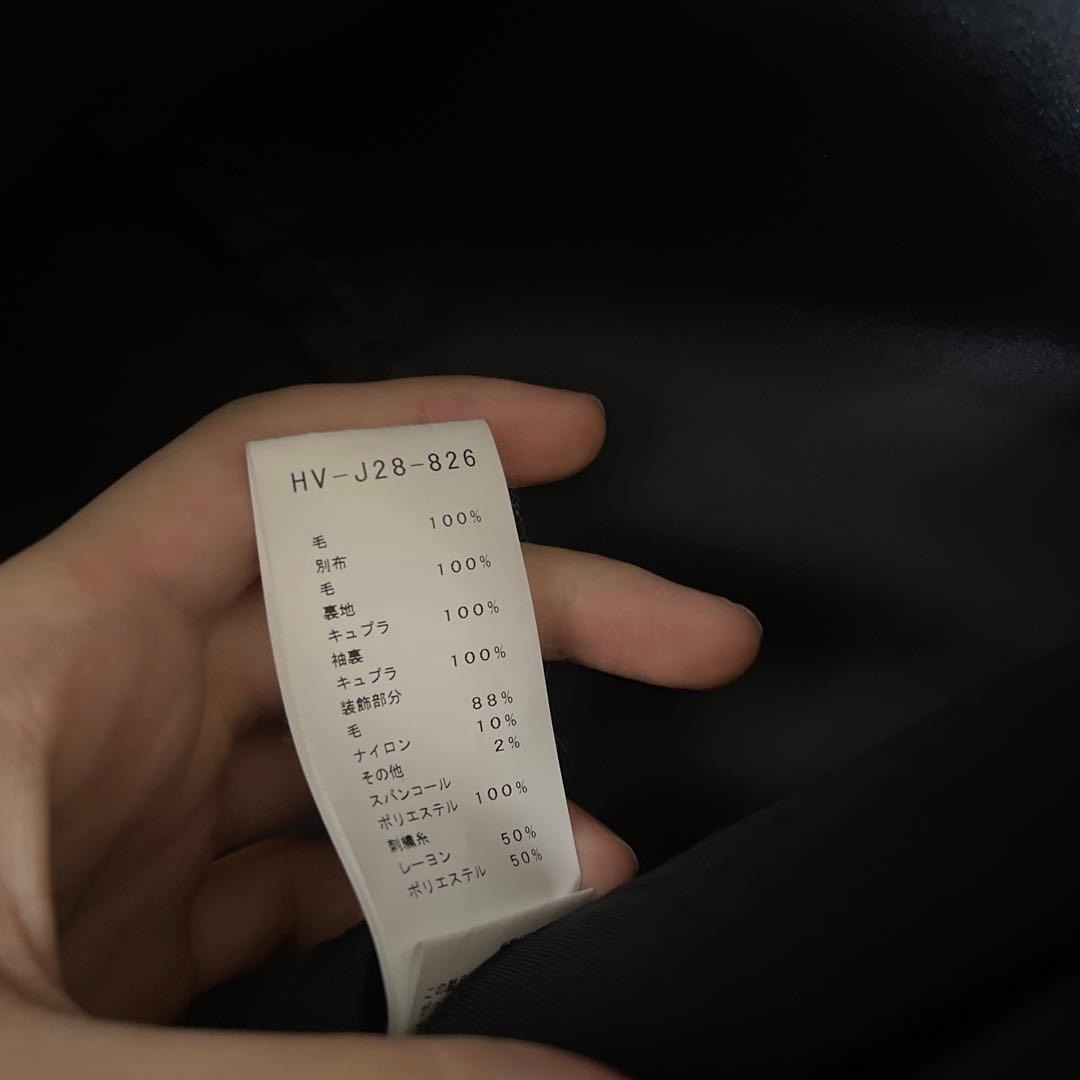 HV-J28-826
毛 100%
別布
毛 100%
裏地
キュプラ 100%
袖裏
キュプラ 100%
装飾部分
毛 88%
ナイロン 10%
その他 2%
スパンコール
ポリエステル 100%
刺繍糸
レーヨン 50%
ポリエステル 50%
この製